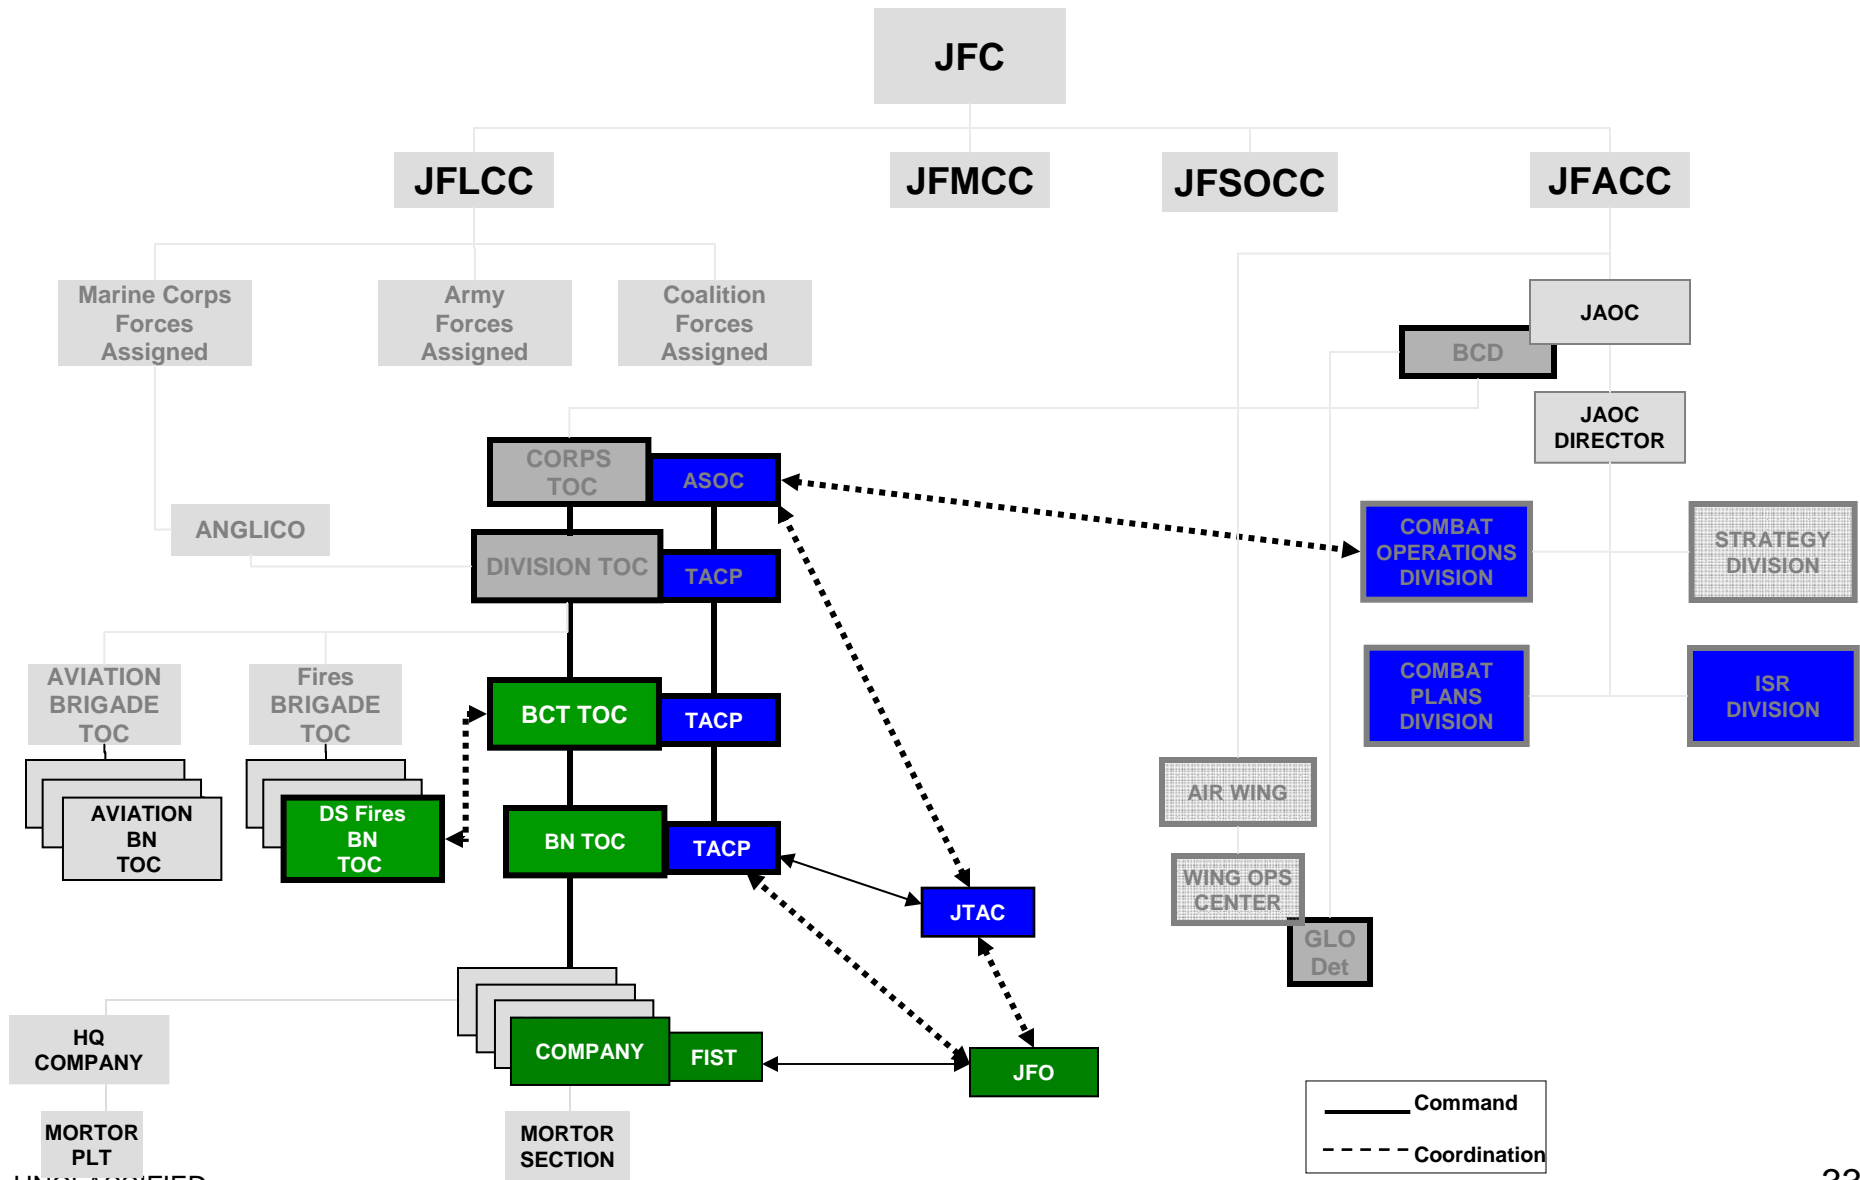 JFC
JFLCC
JFMCC
JFSOCC
JFACC
Marine Corps
Forces
Assigned
Army
Forces
Assigned
Coalition
Forces
Assigned
JAOC
BCD
JAOC
DIRECTOR
CORPS
TOC
ASOC
ANGLICO
DIVISION TOC
TACP
COMBAT
OPERATIONS
DIVISION
STRATEGY
DIVISION
AVIATION
BRIGADE
TOC
Fires
BRIGADE
TOC
BCT TOC
TACP
COMBAT
PLANS
DIVISION
ISR
DIVISION
AIR WING
AVIATION
BN
TOC
DS Fires
BN
TOC
BN TOC
TACP
WING OPS
CENTER
JTAC
GLO
Det
HQ
COMPANY
COMPANY
FIST
JFO
MORTOR
PLT
MORTOR
SECTION
Command
Coordination
UNCLASSIFIED